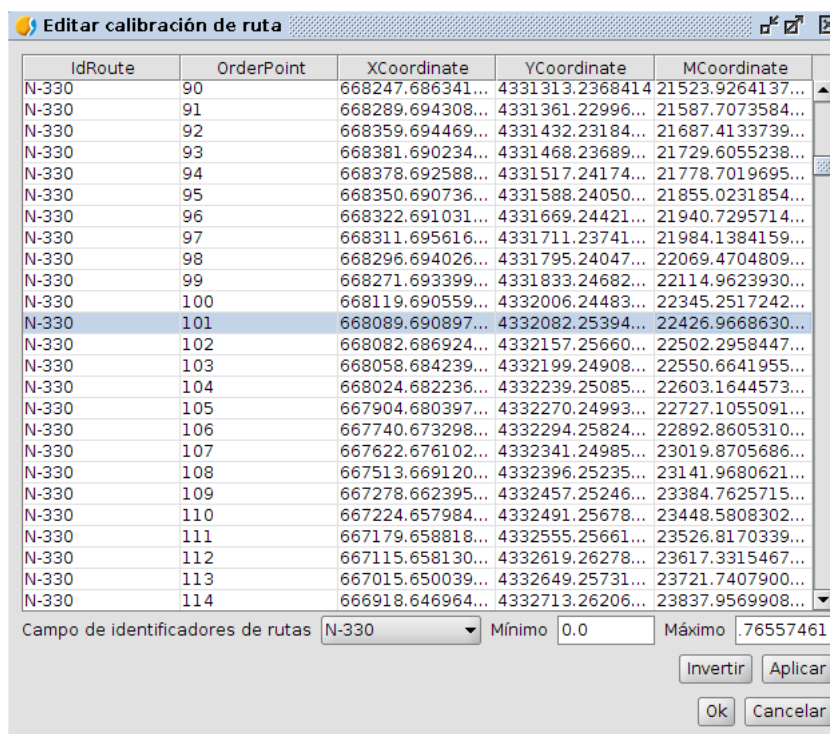 Editar calibración de ruta
IdRoute OrderPoint XCoordinate YCoordinate MCoordinate
N-330 90 668247.686341... 4331313.2368414 21523.9264137...
N-330 91 668289.694308... 4331361.22996... 21587.7073584...
N-330 92 668359.694469... 4331432.23184... 21687.4133739...
N-330 93 668381.690234... 4331468.23689... 21729.6055238...
N-330 94 668378.692588... 4331517.24174... 21778.7019695...
N-330 95 668350.690736... 4331588.24050... 21855.0231854...
N-330 96 668322.691031... 4331669.24421... 21940.7295714...
N-330 97 668311.695616... 4331711.23741... 21984.1384159...
N-330 98 668296.694026... 4331795.24047... 22069.4704809...
N-330 99 668271.693399... 4331833.24682... 22114.9623930...
N-330 100 668119.690559... 4332006.24483... 22345.2517242...
N-330 101 668089.690897... 4332082.25394... 22426.9668630...
N-330 102 668082.686924... 4332157.25660... 22502.2958447...
N-330 103 668058.684239... 4332199.24908... 22550.6641955...
N-330 104 668024.682236... 4332239.25085... 22603.1644573...
N-330 105 667904.680397... 4332270.24993... 22727.1055091...
N-330 106 667740.673298... 4332294.25824... 22892.8605310...
N-330 107 667622.676102... 4332341.24985... 23019.8705686...
N-330 108 667513.669120... 4332396.25235... 23141.9680621...
N-330 109 667278.662395... 4332457.25246... 23384.7625715...
N-330 110 667224.657984... 4332491.25678... 23448.5808302...
N-330 111 667179.658818... 4332555.25661... 23526.8170339...
N-330 112 667115.658130... 4332619.26278... 23617.3315467...
N-330 113 667015.650039... 4332649.25731... 23721.7407900...
N-330 114 666918.646964... 4332713.26206... 23837.9569908...
Campo de identificadores de rutas N-330 Mínimo 0.0 Máximo .76557461
Invertir Aplicar
Ok Cancelar